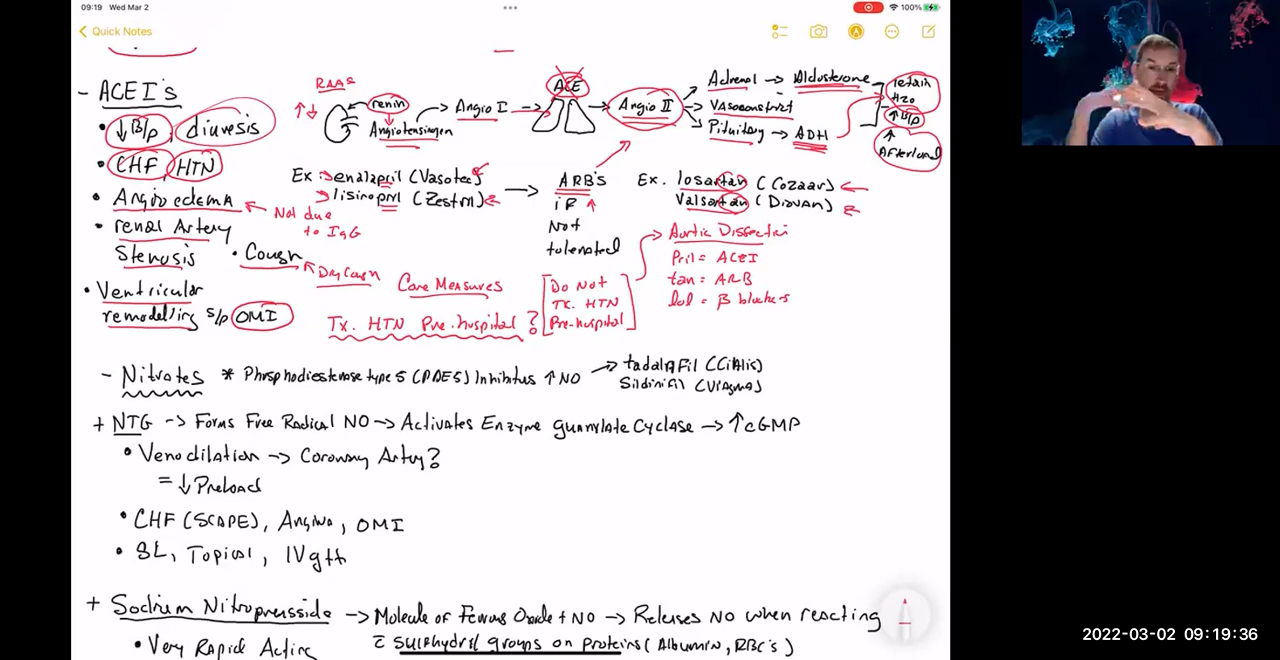 09:19 Wed Mar 2
100%
Quick Notes
RAAS
- ACEI's
ACE
renin
Angiotensinogen
Angio I
Angio II
Adrenal → Aldosterone
Vasoconstrict
Pituitary → ADH
retain
H2O
↑ B/p
↑
Afterload
• ↓ B/p, diuresis
• CHF, HTN
Ex: enalapril (Vasotec)
lisinopril (Zestril)
ARB's
if
Not
tolerated
Ex. losartan (Cozaar)
Valsartan (Diovan)
• Angioedema
Not due
to IgG
• renal Artery
Stenosis
• Cough
Dry Cough
Core Measures
Aortic Dissection
Pril = ACEI
tan = ARB
lol = β blockers
• Ventricular
remodelling s/p OMI
Tx. HTN Pre-hospital ?
Do Not
Tx. HTN
Pre-hospital
- Nitrates * Phosphodiesterase type 5 (PDE5) Inhibitors ↑ NO → tadalafil (Cialis)
Sildinifil (Viagra)
+ NTG → Forms Free Radical NO → Activates Enzyme guanylate Cyclase → ↑ cGMP
• Venodilation → Coronary Artery?
= ↓ Preload
• CHF (SCAPE), Angina, OMI
• SL, Topical, IV gtt
+ Sodium Nitroprusside → Molecule of Ferrous Oxide + NO → Releases NO when reacting
c̄ sulfhydril groups on proteins (Albumin, RBC's)
• Very Rapid Acting
2022-03-02 09:19:36